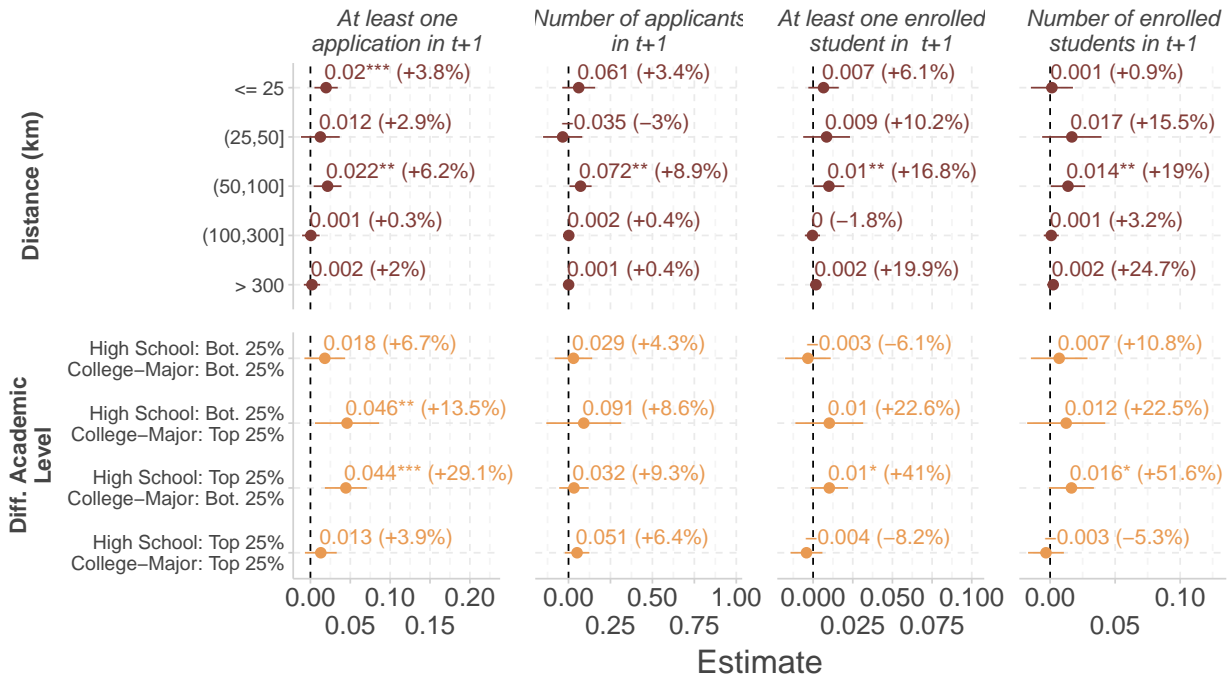 At least one
application in t+1
Number of applicants
in t+1
At least one enrolled
student in t+1
Number of enrolled
students in t+1
Distance (km)
<= 25
0.02*** (+3.8%)
0.061 (+3.4%)
0.007 (+6.1%)
0.001 (+0.9%)
(25,50]
0.012 (+2.9%)
−0.035 (−3%)
0.009 (+10.2%)
0.017 (+15.5%)
(50,100]
0.022** (+6.2%)
0.072** (+8.9%)
0.01** (+16.8%)
0.014** (+19%)
(100,300]
0.001 (+0.3%)
0.002 (+0.4%)
0 (−1.8%)
0.001 (+3.2%)
> 300
0.002 (+2%)
0.001 (+0.4%)
0.002 (+19.9%)
0.002 (+24.7%)
Diff. Academic
Level
High School: Bot. 25%
College−Major: Bot. 25%
0.018 (+6.7%)
0.029 (+4.3%)
−0.003 (−6.1%)
0.007 (+10.8%)
High School: Bot. 25%
College−Major: Top 25%
0.046** (+13.5%)
0.091 (+8.6%)
0.01 (+22.6%)
0.012 (+22.5%)
High School: Top 25%
College−Major: Bot. 25%
0.044*** (+29.1%)
0.032 (+9.3%)
0.01* (+41%)
0.016* (+51.6%)
High School: Top 25%
College−Major: Top 25%
0.013 (+3.9%)
0.051 (+6.4%)
−0.004 (−8.2%)
−0.003 (−5.3%)
0.00 0.10 0.20
0.05 0.15
0.00 0.50 1.00
0.25 0.75
0.000 0.050 0.100
0.025 0.075
0.00 0.10
0.05
Estimate